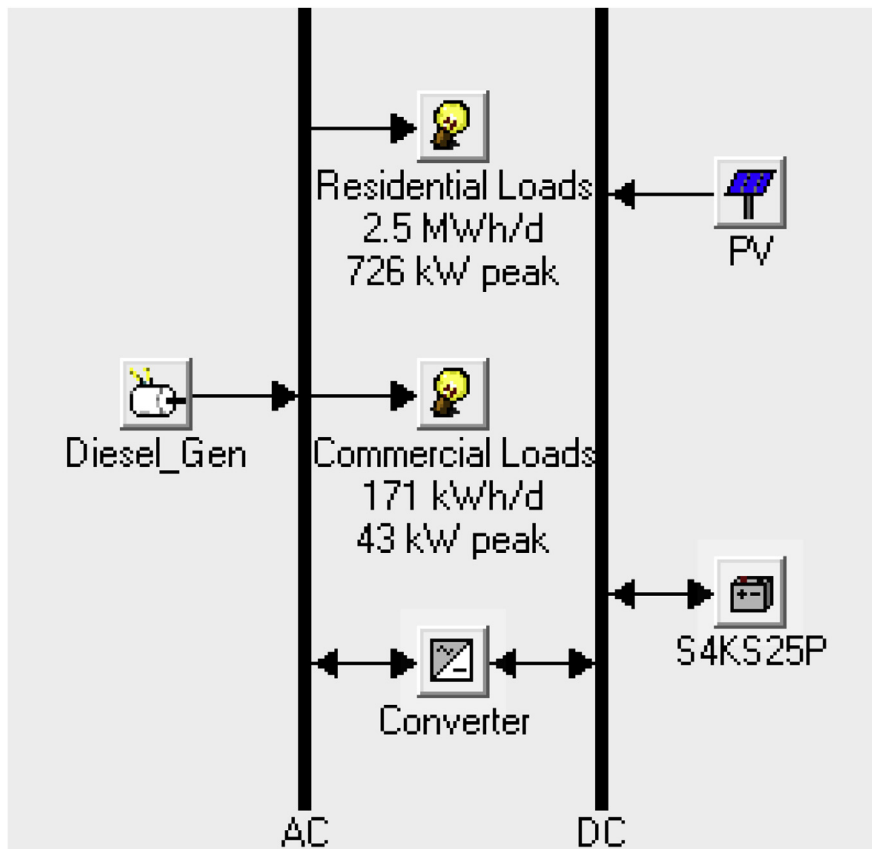 Residential Loads
2.5 MWh/d
726 kW peak
PV
Diesel_Gen
Commercial Loads
171 kWh/d
43 kW peak
S4KS25P
Converter
AC
DC